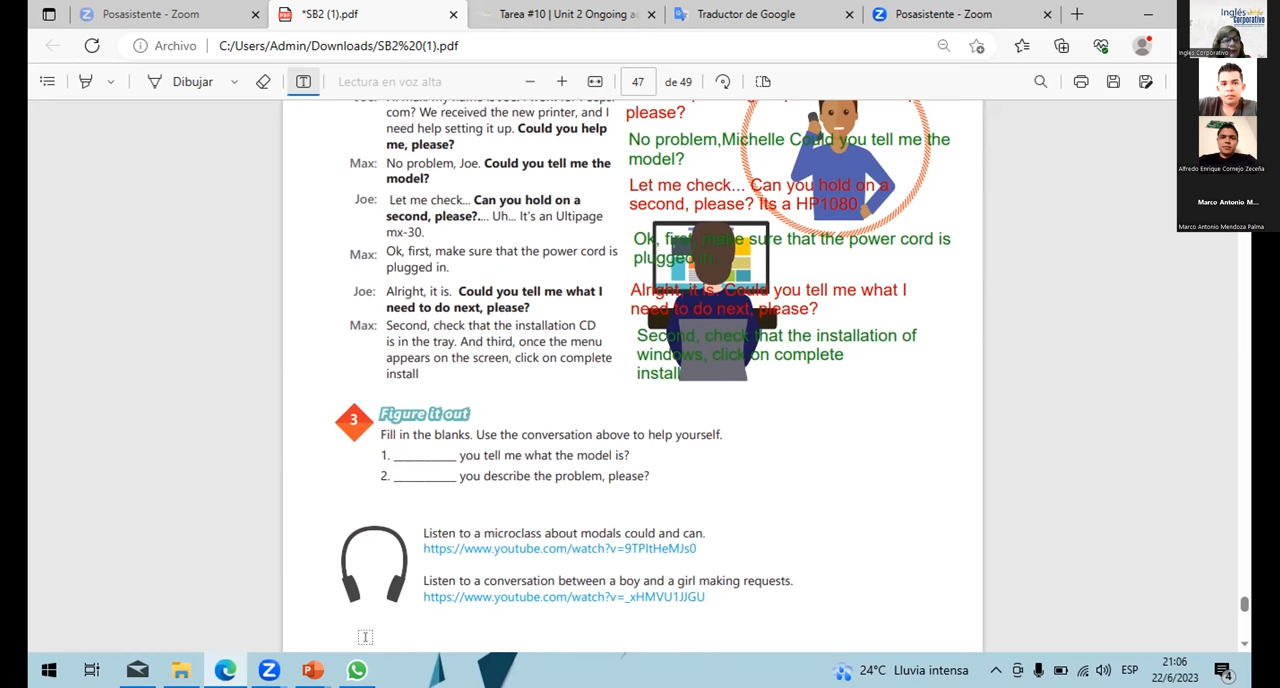 Posasistente - Zoom
*SB2 (1).pdf
Tarea #10 | Unit 2 Ongoing a
Traductor de Google
Posasistente - Zoom
Archivo
C:/Users/Admin/Downloads/SB2%20(1).pdf
Dibujar
Lectura en voz alta
47
de 49
com? We received the new printer, and I
need help setting it up. Could you help
me, please?
Max:
No problem, Joe. Could you tell me the
model?
Joe:
Let me check... Can you hold on a
second, please?.... Uh... It's an Ultipage
mx-30.
Max:
Ok, first, make sure that the power cord is
plugged in.
Joe:
Alright, it is. Could you tell me what I
need to do next, please?
Max:
Second, check that the installation CD
is in the tray. And third, once the menu
appears on the screen, click on complete
install
please?
No problem,Michelle Could you tell me the
model?
Let me check... Can you hold on a
second, please? Its a HP1080.
Ok, first, make sure that the power cord is
plugged in.
Alright, it is. Could you tell me what I
need to do next, please?
Second, check that the installation of
windows, click on complete
install
3
Figure it out
Fill in the blanks. Use the conversation above to help yourself.
1. __________ you tell me what the model is?
2. __________ you describe the problem, please?
Listen to a microclass about modals could and can.
https://www.youtube.com/watch?v=9TPItHeMJs0
Listen to a conversation between a boy and a girl making requests.
https://www.youtube.com/watch?v=_xHMVU1JJGU
Inglés
Corporativo
Ingles Corporativo
Alfredo Enrique Cornejo Zeceña
Marco Antonio M...
Marco Antonio Mendoza Palma
24°C Lluvia intensa
ESP
21:06
22/6/2023
4